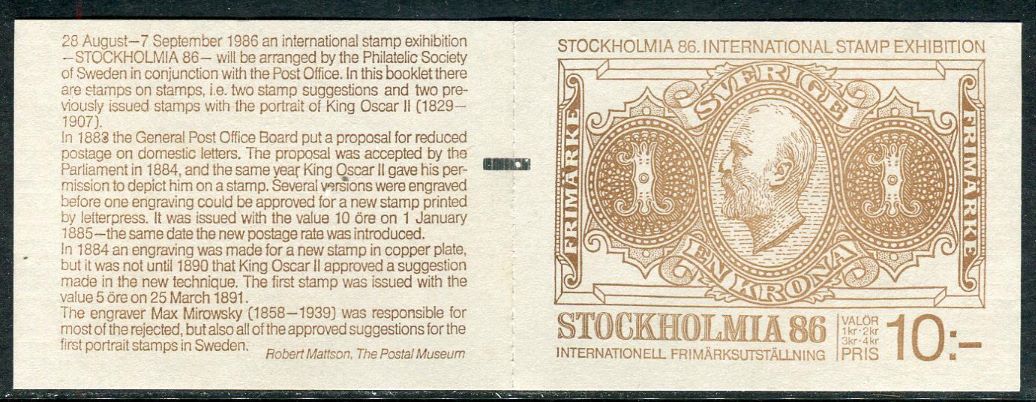 28 August—7 September 1986 an international stamp exhibition
—STOCKHOLMIA 86— will be arranged by the Philatelic Society
of Sweden in conjunction with the Post Office. In this booklet there
are stamps on stamps, i.e. two stamp suggestions and two pre-
viously issued stamps with the portrait of King Oscar II (1829—
1907).
In 1883 the General Post Office Board put a proposal for reduced
postage on domestic letters. The proposal was accepted by the
Parliament in 1884, and the same year King Oscar II gave his per-
mission to depict him on a stamp. Several versions were engraved
before one engraving could be approved for a new stamp printed
by letterpress. It was issued with the value 10 öre on 1 January
1885—the same date the new postage rate was introduced.
In 1884 an engraving was made for a new stamp in copper plate,
but it was not until 1890 that King Oscar II approved a suggestion
made in the new technique. The first stamp was issued with the
value 5 öre on 25 March 1891.
The engraver Max Mirowsky (1858—1939) was responsible for
most of the rejected, but also all of the approved suggestions for the
first portrait stamps in Sweden.
Robert Mattson, The Postal Museum
STOCKHOLMIA 86. INTERNATIONAL STAMP EXHIBITION
SVERIGE
FRIMÄRKE
1
1
FRIMÄRKE
EN KRONA
STOCKHOLMIA 86
INTERNATIONELL FRIMÄRKSUTSTÄLLNING
VALÖR
1kr·2kr
3kr·4kr
PRIS
10:-